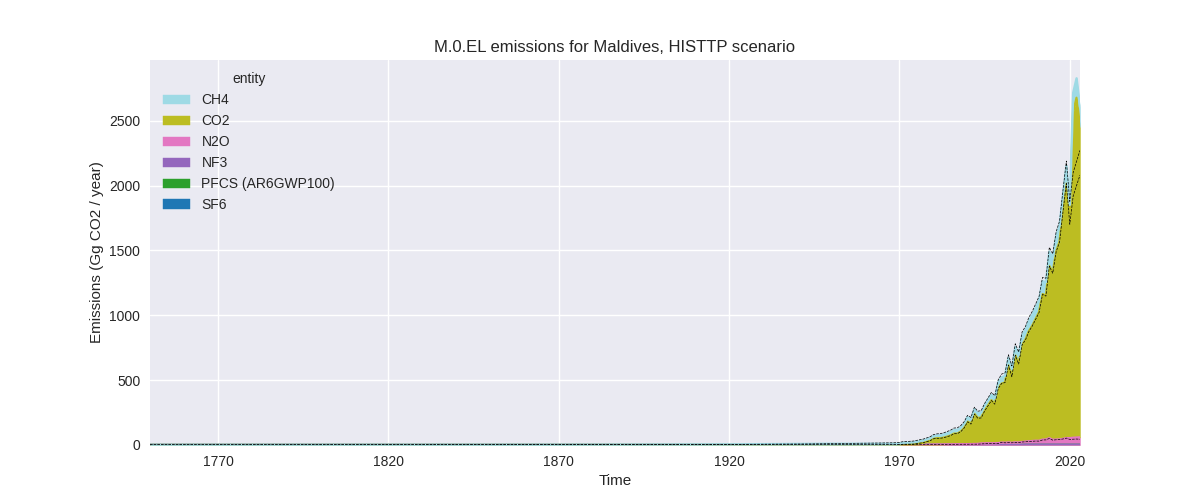 M.0.EL emissions for Maldives, HISTTP scenario
entity
CH4
CO2
N2O
NF3
PFCS (AR6GWP100)
SF6
Emissions (Gg CO2 / year)
2500
2000
1500
1000
500
0
1770
1820
1870
1920
1970
2020
Time